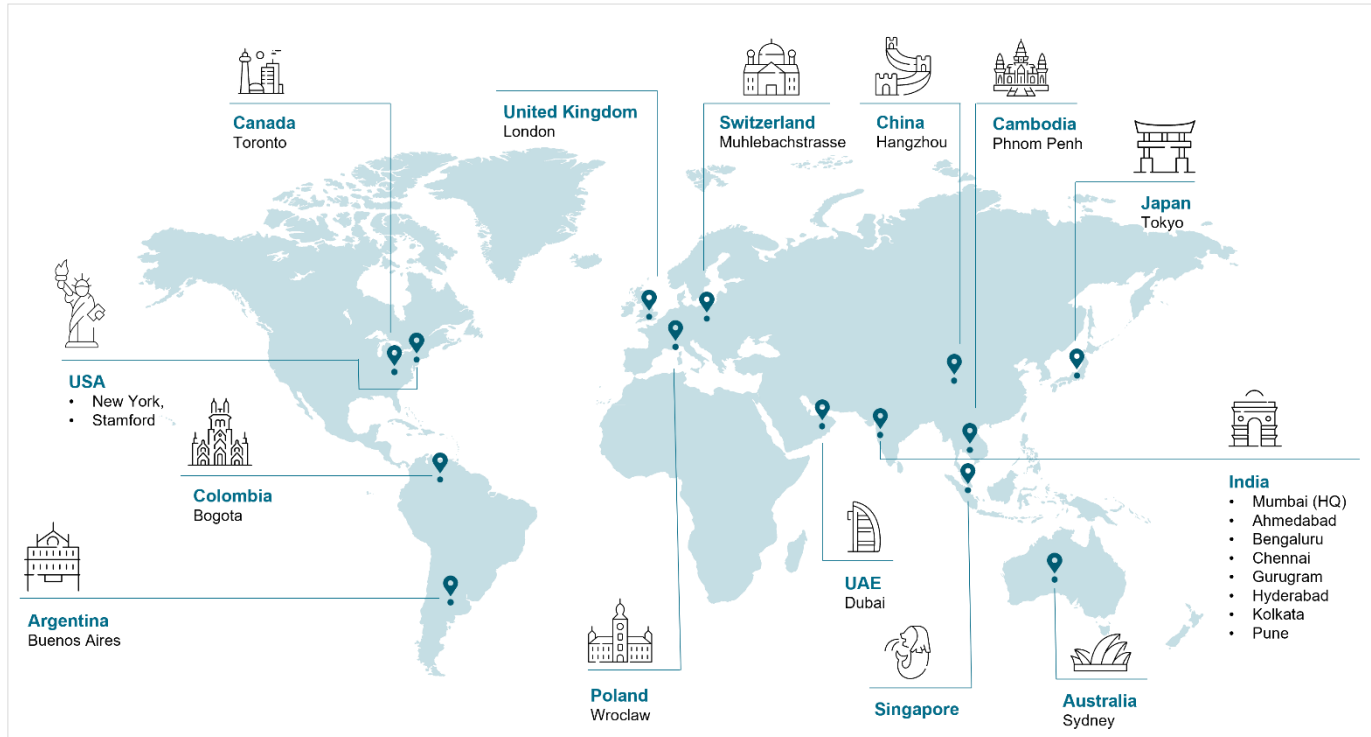 Canada
Toronto
United Kingdom
London
Switzerland
Muhlebachstrasse
China
Hangzhou
Cambodia
Phnom Penh
Japan
Tokyo
USA
• New York,
• Stamford
Colombia
Bogota
Argentina
Buenos Aires
Poland
Wroclaw
UAE
Dubai
Singapore
Australia
Sydney
India
• Mumbai (HQ)
• Ahmedabad
• Bengaluru
• Chennai
• Gurugram
• Hyderabad
• Kolkata
• Pune